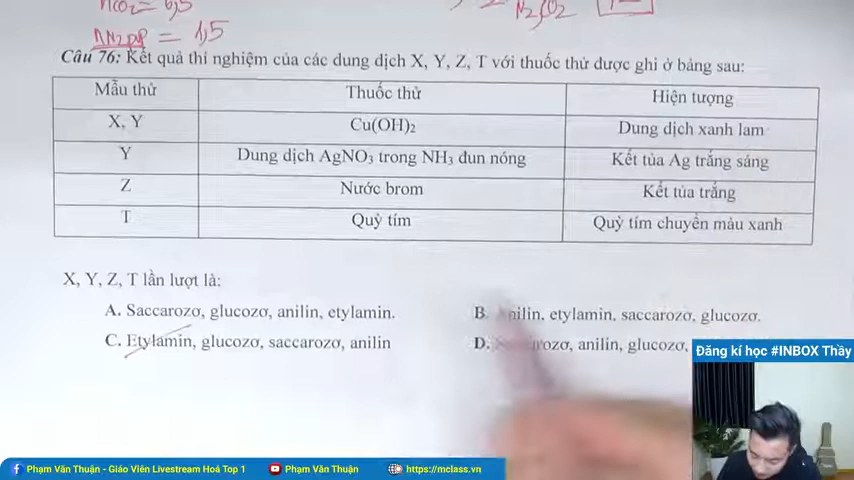 = 1,5
Câu 76: Kết quả thí nghiệm của các dung dịch X, Y, Z, T với thuốc thử được ghi ở bảng sau:
Mẫu thử Thuốc thử Hiện tượng
X, Y Cu(OH)₂ Dung dịch xanh lam
Y Dung dịch AgNO₃ trong NH₃ đun nóng Kết tủa Ag trắng sáng
Z Nước brom Kết tủa trắng
T Quỳ tím Quỳ tím chuyển màu xanh
X, Y, Z, T lần lượt là:
A. Saccarozơ, glucozơ, anilin, etylamin. B. Anilin, etylamin, saccarozơ, glucozơ.
C. Etylamin, glucozơ, saccarozơ, anilin D. anilin, glucozơ,
Đăng kí học #INBOX Thầy
Phạm Văn Thuận - Giáo Viên Livestream Hoá Top 1 Phạm Văn Thuận https://mclass.vn